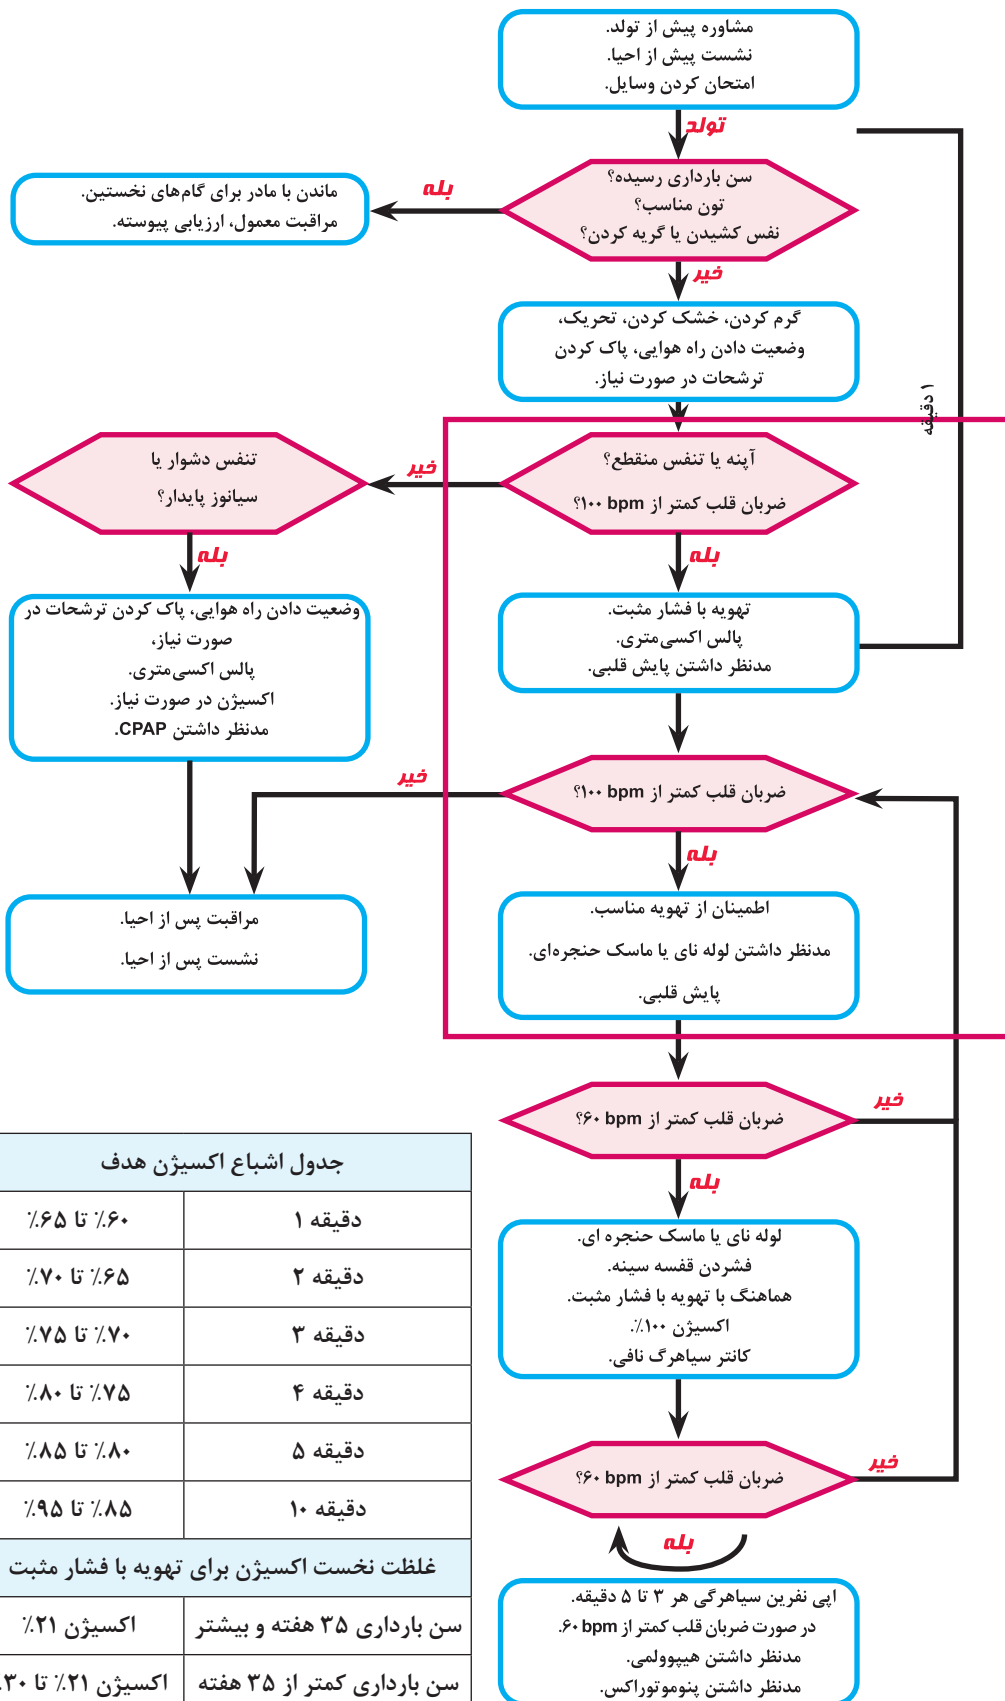 مشاوره پیش از تولد.
نشست پیش از احیا.
امتحان کردن وسایل.
تولد
سن بارداری رسیده؟
تون مناسب؟
نفس کشیدن یا گریه کردن؟
بله
ماندن با مادر برای گام‌های نخستین.
مراقبت معمول، ارزیابی پیوسته.
خیر
گرم کردن، خشک کردن، تحریک،
وضعیت دادن راه هوایی، پاک کردن
ترشحات در صورت نیاز.
۱ دقیقه
آپنه یا تنفس منقطع؟
ضربان قلب کمتر از ۱۰۰ bpm؟
خیر
تنفس دشوار یا
سیانوز پایدار؟
بله
وضعیت دادن راه هوایی، پاک کردن ترشحات در
صورت نیاز،
پالس اکسی‌متری.
اکسیژن در صورت نیاز.
مدنظر داشتن CPAP.
بله
تهویه با فشار مثبت.
پالس اکسی‌متری.
مدنظر داشتن پایش قلبی.
ضربان قلب کمتر از ۱۰۰ bpm؟
خیر
مراقبت پس از احیا.
نشست پس از احیا.
بله
اطمینان از تهویه مناسب.
مدنظر داشتن لوله نای یا ماسک حنجره‌ای.
پایش قلبی.
ضربان قلب کمتر از ۶۰ bpm؟
خیر
بله
لوله نای یا ماسک حنجره ای.
فشردن قفسه سینه.
هماهنگ با تهویه با فشار مثبت.
اکسیژن ۱۰۰٪.
کانتر سیاهرگ نافی.
ضربان قلب کمتر از ۶۰ bpm؟
خیر
بله
اپی نفرین سیاهرگی هر ۳ تا ۵ دقیقه.
در صورت ضربان قلب کمتر از ۶۰ bpm.
مدنظر داشتن هیپوولمی.
مدنظر داشتن پنوموتوراکس.
جدول اشباع اکسیژن هدف
دقیقه ۱ ۶۰٪ تا ۶۵٪
دقیقه ۲ ۶۵٪ تا ۷۰٪
دقیقه ۳ ۷۰٪ تا ۷۵٪
دقیقه ۴ ۷۵٪ تا ۸۰٪
دقیقه ۵ ۸۰٪ تا ۸۵٪
دقیقه ۱۰ ۸۵٪ تا ۹۵٪
غلظت نخست اکسیژن برای تهویه با فشار مثبت
سن بارداری ۳۵ هفته و بیشتر اکسیژن ۲۱٪
سن بارداری کمتر از ۳۵ هفته اکسیژن ۲۱٪ تا ۳۰٪